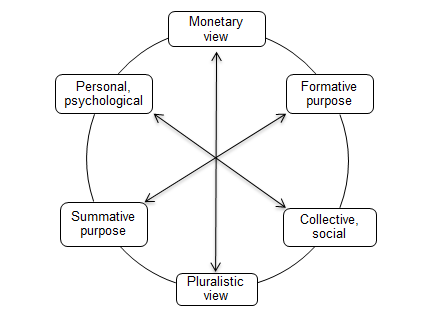 Monetary
view
Personal,
psychological
Formative
purpose
Summative
purpose
Collective,
social
Pluralistic
view